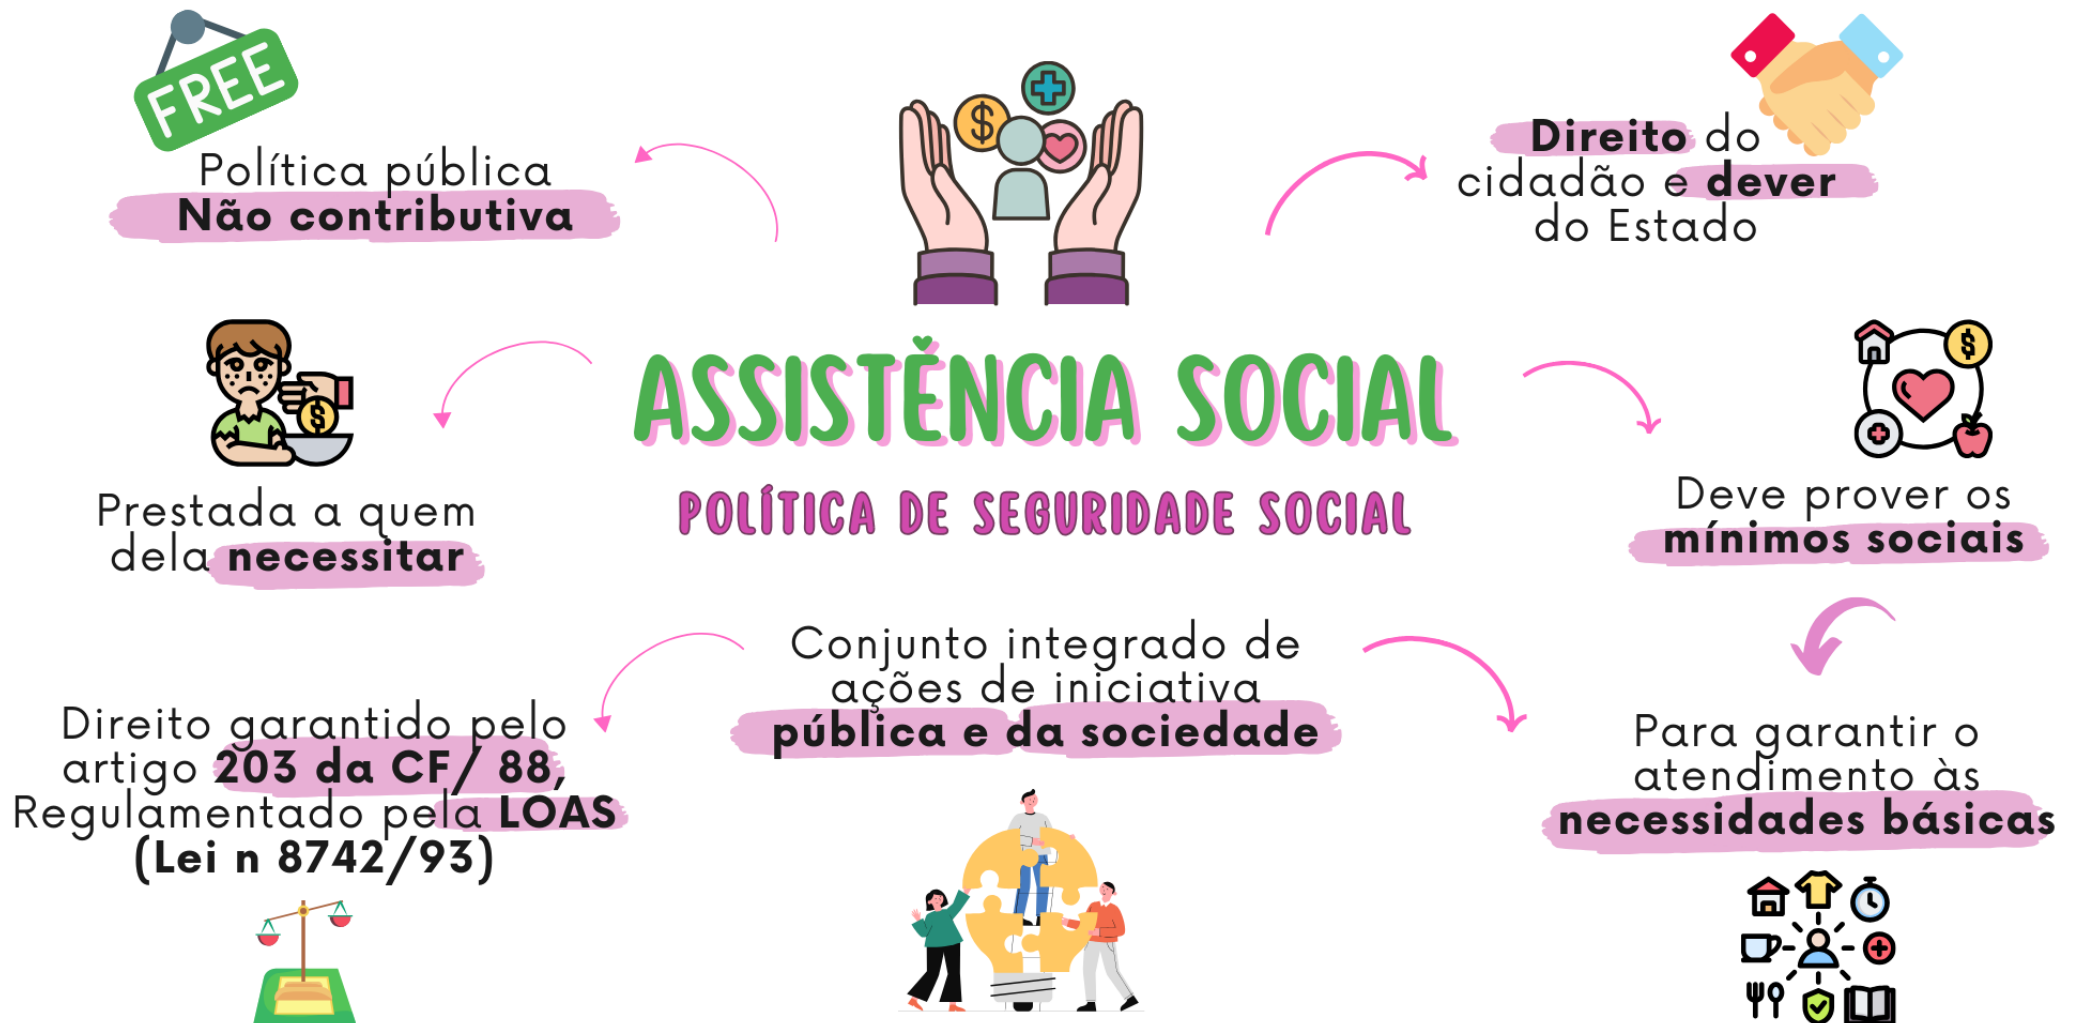 FREE
Política pública
Não contributiva
Direito do
cidadão e dever
do Estado
ASSISTÊNCIA SOCIAL
POLÍTICA DE SEGURIDADE SOCIAL
Prestada a quem
dela necessitar
Deve prover os
mínimos sociais
Conjunto integrado de
ações de iniciativa
pública e da sociedade
Direito garantido pelo
artigo 203 da CF/ 88,
Regulamentado pela LOAS
(Lei n 8742/93)
Para garantir o
atendimento às
necessidades básicas